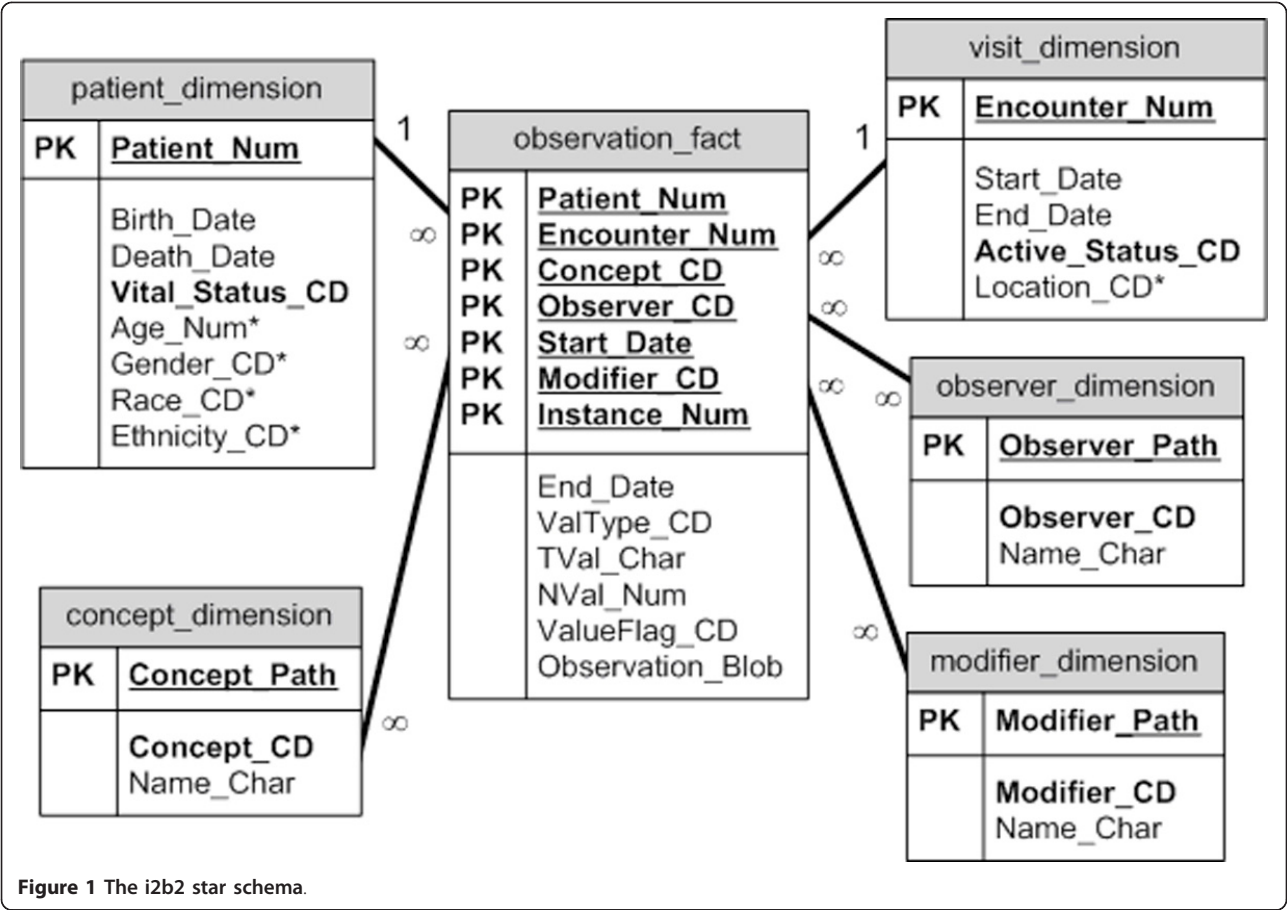 patient_dimension
PK Patient_Num
Birth_Date
Death_Date
Vital_Status_CD
Age_Num*
Gender_CD*
Race_CD*
Ethnicity_CD*
1
∞
observation_fact
PK Patient_Num
PK Encounter_Num
PK Concept_CD
PK Observer_CD
PK Start_Date
PK Modifier_CD
PK Instance_Num
End_Date
ValType_CD
TVal_Char
NVal_Num
ValueFlag_CD
Observation_Blob
visit_dimension
PK Encounter_Num
Start_Date
End_Date
Active_Status_CD
Location_CD*
1
∞
∞
∞
observer_dimension
PK Observer_Path
Observer_CD
Name_Char
∞
∞
modifier_dimension
PK Modifier_Path
Modifier_CD
Name_Char
∞
∞
concept_dimension
PK Concept_Path
Concept_CD
Name_Char
Figure 1 The i2b2 star schema.